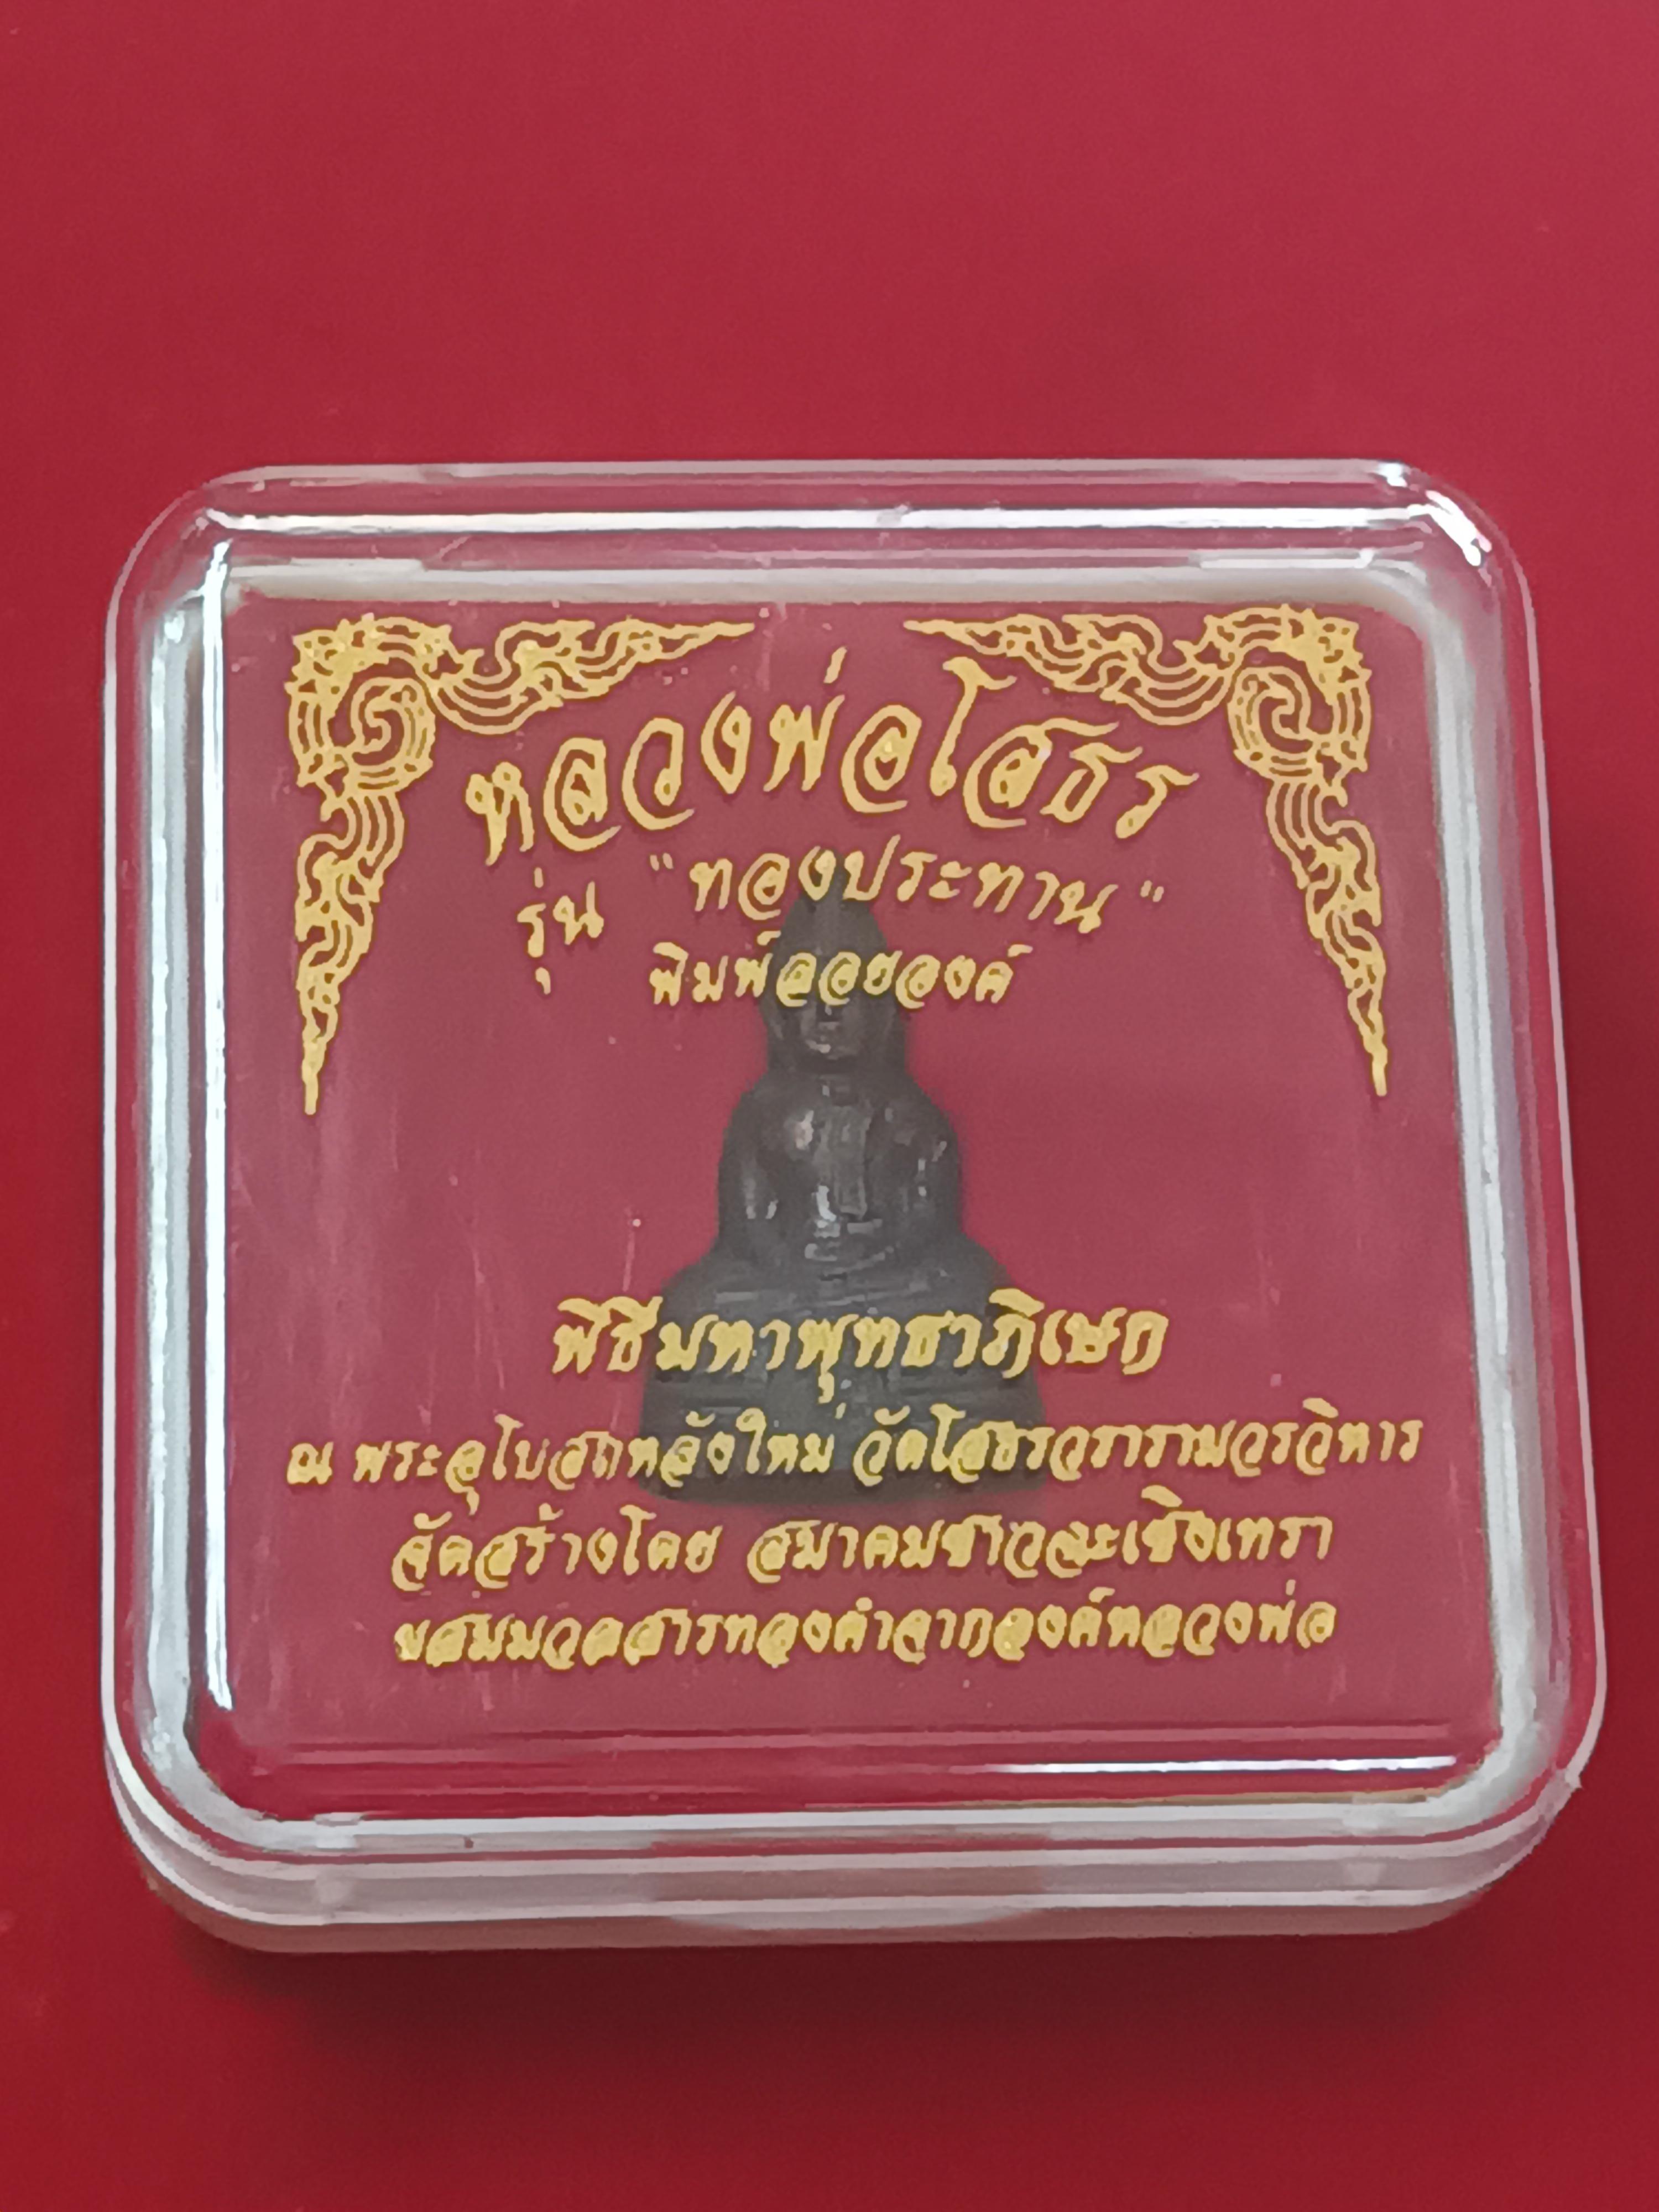 หลวงพ่อโสธร
รุ่น "ทองประทาน"
พิมพ์ลอยองค์
พิธีมหาพุทธาภิเษก
ณ พระอุโบสถหลังใหม่ วัดโสธรวรารามวรวิหาร
จัดสร้างโดย สมาคมชาวฉะเชิงเทรา
ผสมมวลสารทองคำจากองค์หลวงพ่อ